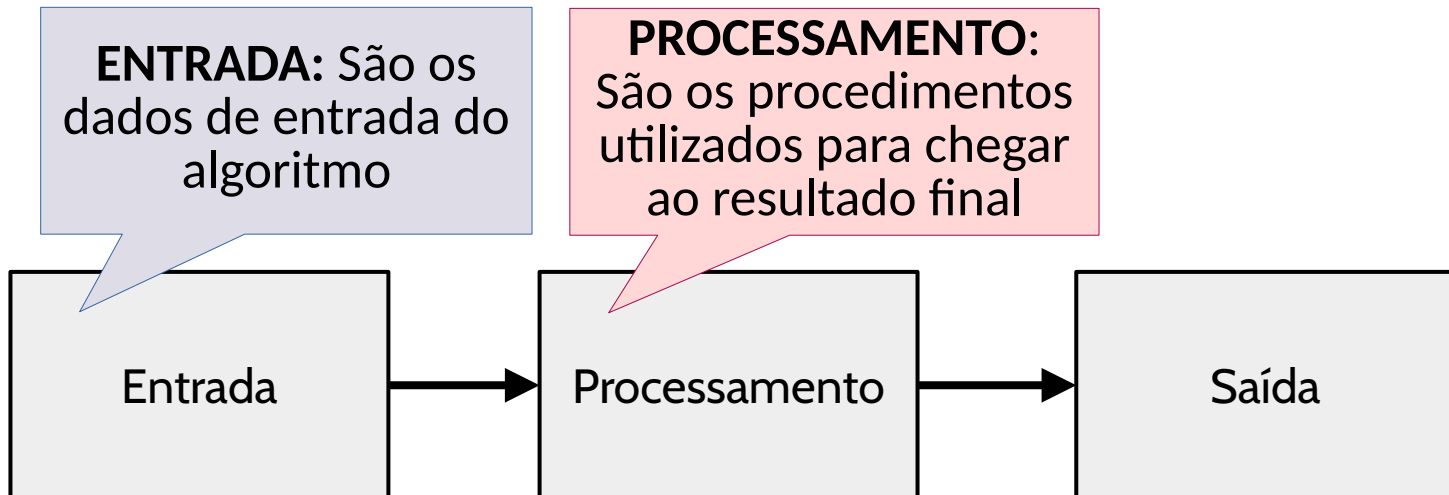 ENTRADA: São os
dados de entrada do
algoritmo
PROCESSAMENTO:
São os procedimentos
utilizados para chegar
ao resultado final
Entrada
Processamento
Saída